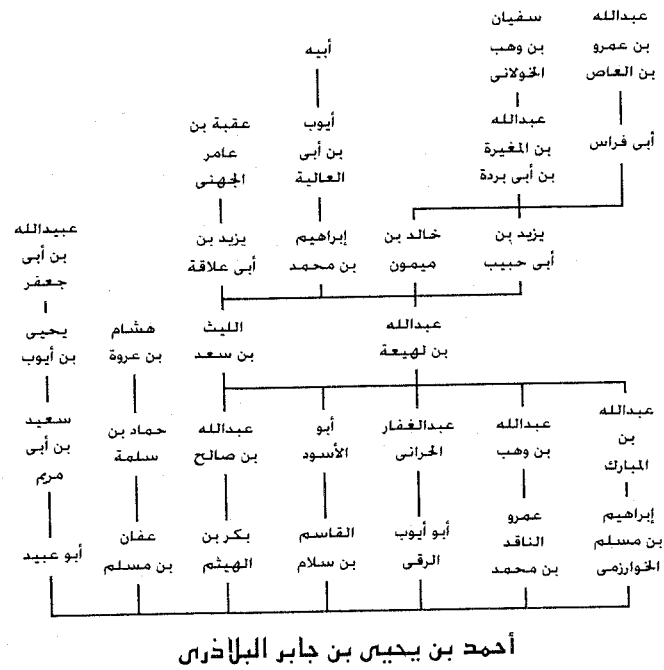 عبدالله
بن عمرو
بن العاص
سفيان
بن وهب
الخولانى
أبيه
أبى فراس
عبدالله
بن المغيرة
بن أبى بردة
أيوب
بن أبى
العالية
عقبة بن
عامر
الجهنى
يزيد بن
أبى حبيب
خالد بن
ميمون
إبراهيم
بن محمد
يزيد بن
أبى علاقة
عبيدالله
بن أبى
جعفر
عبدالله
بن لهيعة
الليث
بن سعد
هشام
بن عروة
يحيى
بن أيوب
عبدالله
بن
المبارك
عبدالله
بن وهب
عبدالغفار
الحرانى
أبو
الأسود
عبدالله
بن صالح
حماد بن
سلمة
سعيد
بن أبى
مريم
إبراهيم
بن مسلم
الخوارزمى
عمرو
الناقد
بن محمد
أبو أيوب
الرقى
القاسم
بن سلام
بكر بن
الهيثم
عفان
بن مسلم
أبو عبيد
أحمد بن يحيى بن جابر البلاذرى